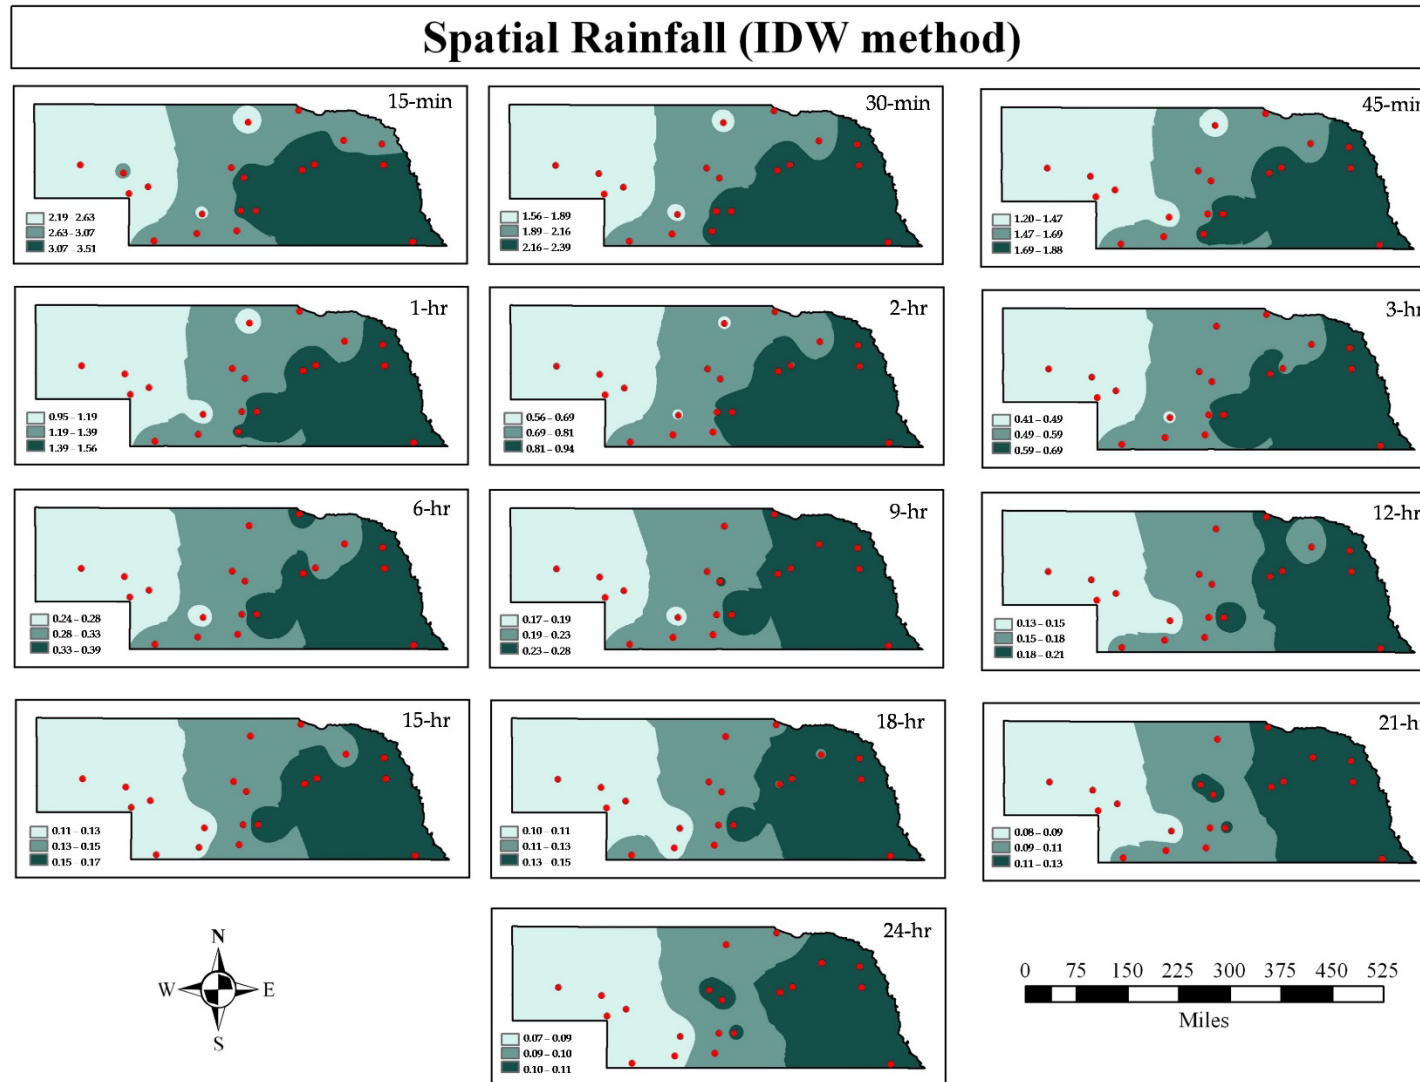 Spatial Rainfall (IDW method)
15-min
2.19 – 2.63
2.63 – 3.07
3.07 – 3.51
30-min
1.56 – 1.89
1.89 – 2.16
2.16 – 2.39
45-min
1.20 – 1.47
1.47 – 1.69
1.69 – 1.88
1-hr
0.95 – 1.19
1.19 – 1.39
1.39 – 1.56
2-hr
0.56 – 0.69
0.69 – 0.81
0.81 – 0.94
3-hr
0.41 – 0.49
0.49 – 0.59
0.59 – 0.69
6-hr
0.24 – 0.28
0.28 – 0.33
0.33 – 0.39
9-hr
0.17 – 0.19
0.19 – 0.23
0.23 – 0.28
12-hr
0.13 – 0.15
0.15 – 0.18
0.18 – 0.21
15-hr
0.11 – 0.13
0.13 – 0.15
0.15 – 0.17
18-hr
0.10 – 0.11
0.11 – 0.13
0.13 – 0.15
21-hr
0.08 – 0.09
0.09 – 0.11
0.11 – 0.13
24-hr
0.07 – 0.09
0.09 – 0.10
0.10 – 0.11
N
W E
S
0 75 150 225 300 375 450 525
Miles